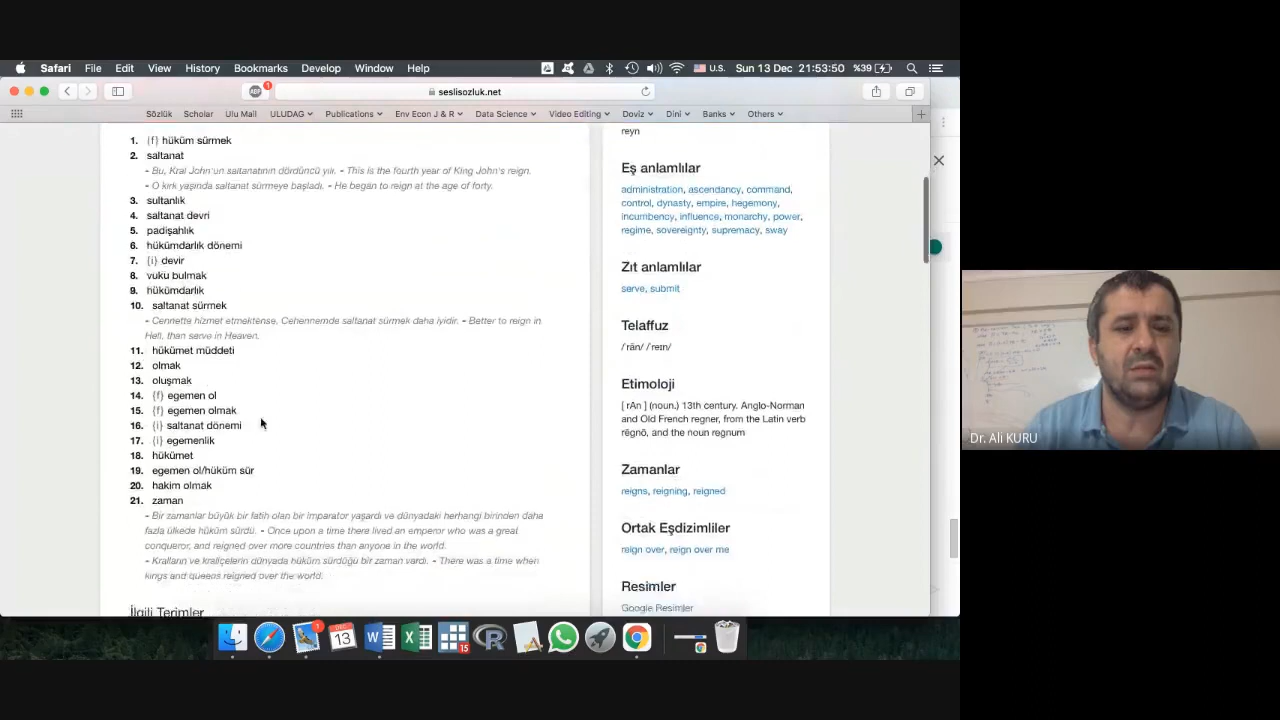 Safari File Edit View History Bookmarks Develop Window Help U.S. Sun 13 Dec 21:53:50 %39
ABP 1 seslisozluk.net
Sözlük Scholar Ulu Mail ULUDAG Publications Env Econ J & R Data Science Video Editing Doviz Dini Banks Others
1. {f} hüküm sürmek
2. saltanat
- Bu, Kral John'un saltanatının dördüncü yılı. - This is the fourth year of King John's reign.
- O kırk yaşında saltanat sürmeye başladı. - He began to reign at the age of forty.
3. sultanlık
4. saltanat devri
5. padişahlık
6. hükümdarlık dönemi
7. {i} devir
8. vuku bulmak
9. hükümdarlık
10. saltanat sürmek
- Cennette hizmet etmektense, Cehennemde saltanat sürmek daha iyidir. - Better to reign in
Hell, than serve in Heaven.
11. hükümet müddeti
12. olmak
13. oluşmak
14. {f} egemen ol
15. {f} egemen olmak
16. {i} saltanat dönemi
17. {i} egemenlik
18. hükümet
19. egemen ol/hüküm sür
20. hakim olmak
21. zaman
- Bir zamanlar büyük bir fatih olan bir imparator yaşardı ve dünyadaki herhangi birinden daha
fazla ülkede hüküm sürdü. - Once upon a time there lived an emperor who was a great
conqueror, and reigned over more countries than anyone in the world.
- Kralların ve kraliçelerin dünyada hüküm sürdüğü bir zaman vardı. - There was a time when
kings and queens reigned over the world.
İlgili Terimler
reyn
Eş anlamlılar
administration, ascendancy, command,
control, dynasty, empire, hegemony,
incumbency, influence, monarchy, power,
regime, sovereignty, supremacy, sway
Zıt anlamlılar
serve, submit
Telaffuz
/ˈrān/ /ˈreɪn/
Etimoloji
[ rAn ] (noun.) 13th century. Anglo-Norman
and Old French regner, from the Latin verb
rēgnō, and the noun regnum
Zamanlar
reigns, reigning, reigned
Ortak Eşdizimliler
reign over, reign over me
Resimler
Google Resimler
1 DEC 13 W X 15 R
Dr. Ali KURU